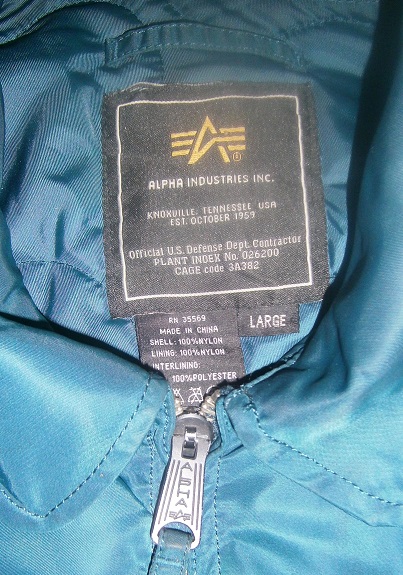 ALPHA INDUSTRIES INC.
KNOXVILLE, TENNESSEE USA
EST. OCTOBER 1959
Official U.S. Defense Dept. Contractor
PLANT INDEX No. 026200
CAGE code 3A382
RN 35569
MADE IN CHINA
SHELL: 100%NYLON
LINING: 100%NYLON
INTERLINING:
100%POLYESTER
LARGE
ALPHA